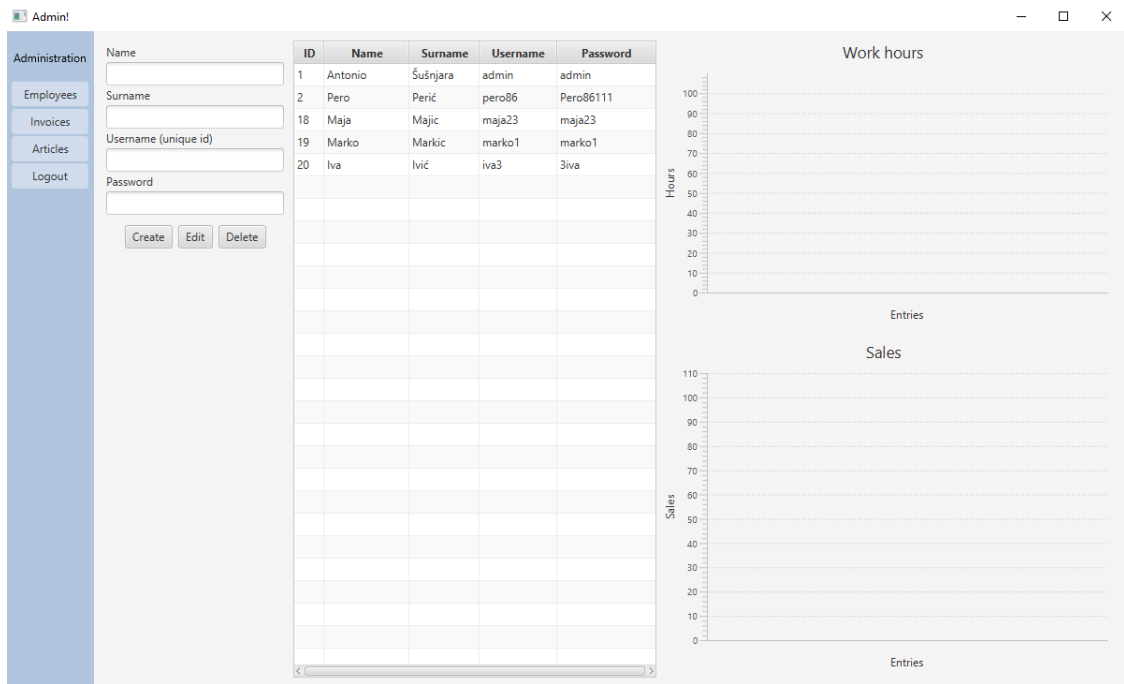 Admin!
Administration
Employees
Invoices
Articles
Logout
Name
Surname
Username (unique id)
Password
Create Edit Delete
ID Name Surname Username Password
1 Antonio Šušnjara admin admin
2 Pero Perić pero86 Pero86111
18 Maja Majic maja23 maja23
19 Marko Markic marko1 marko1
20 Iva Ivić iva3 3iva
Work hours
Hours
100
90
80
70
60
50
40
30
20
10
0
Entries
Sales
Sales
110
100
90
80
70
60
50
40
30
20
10
0
Entries